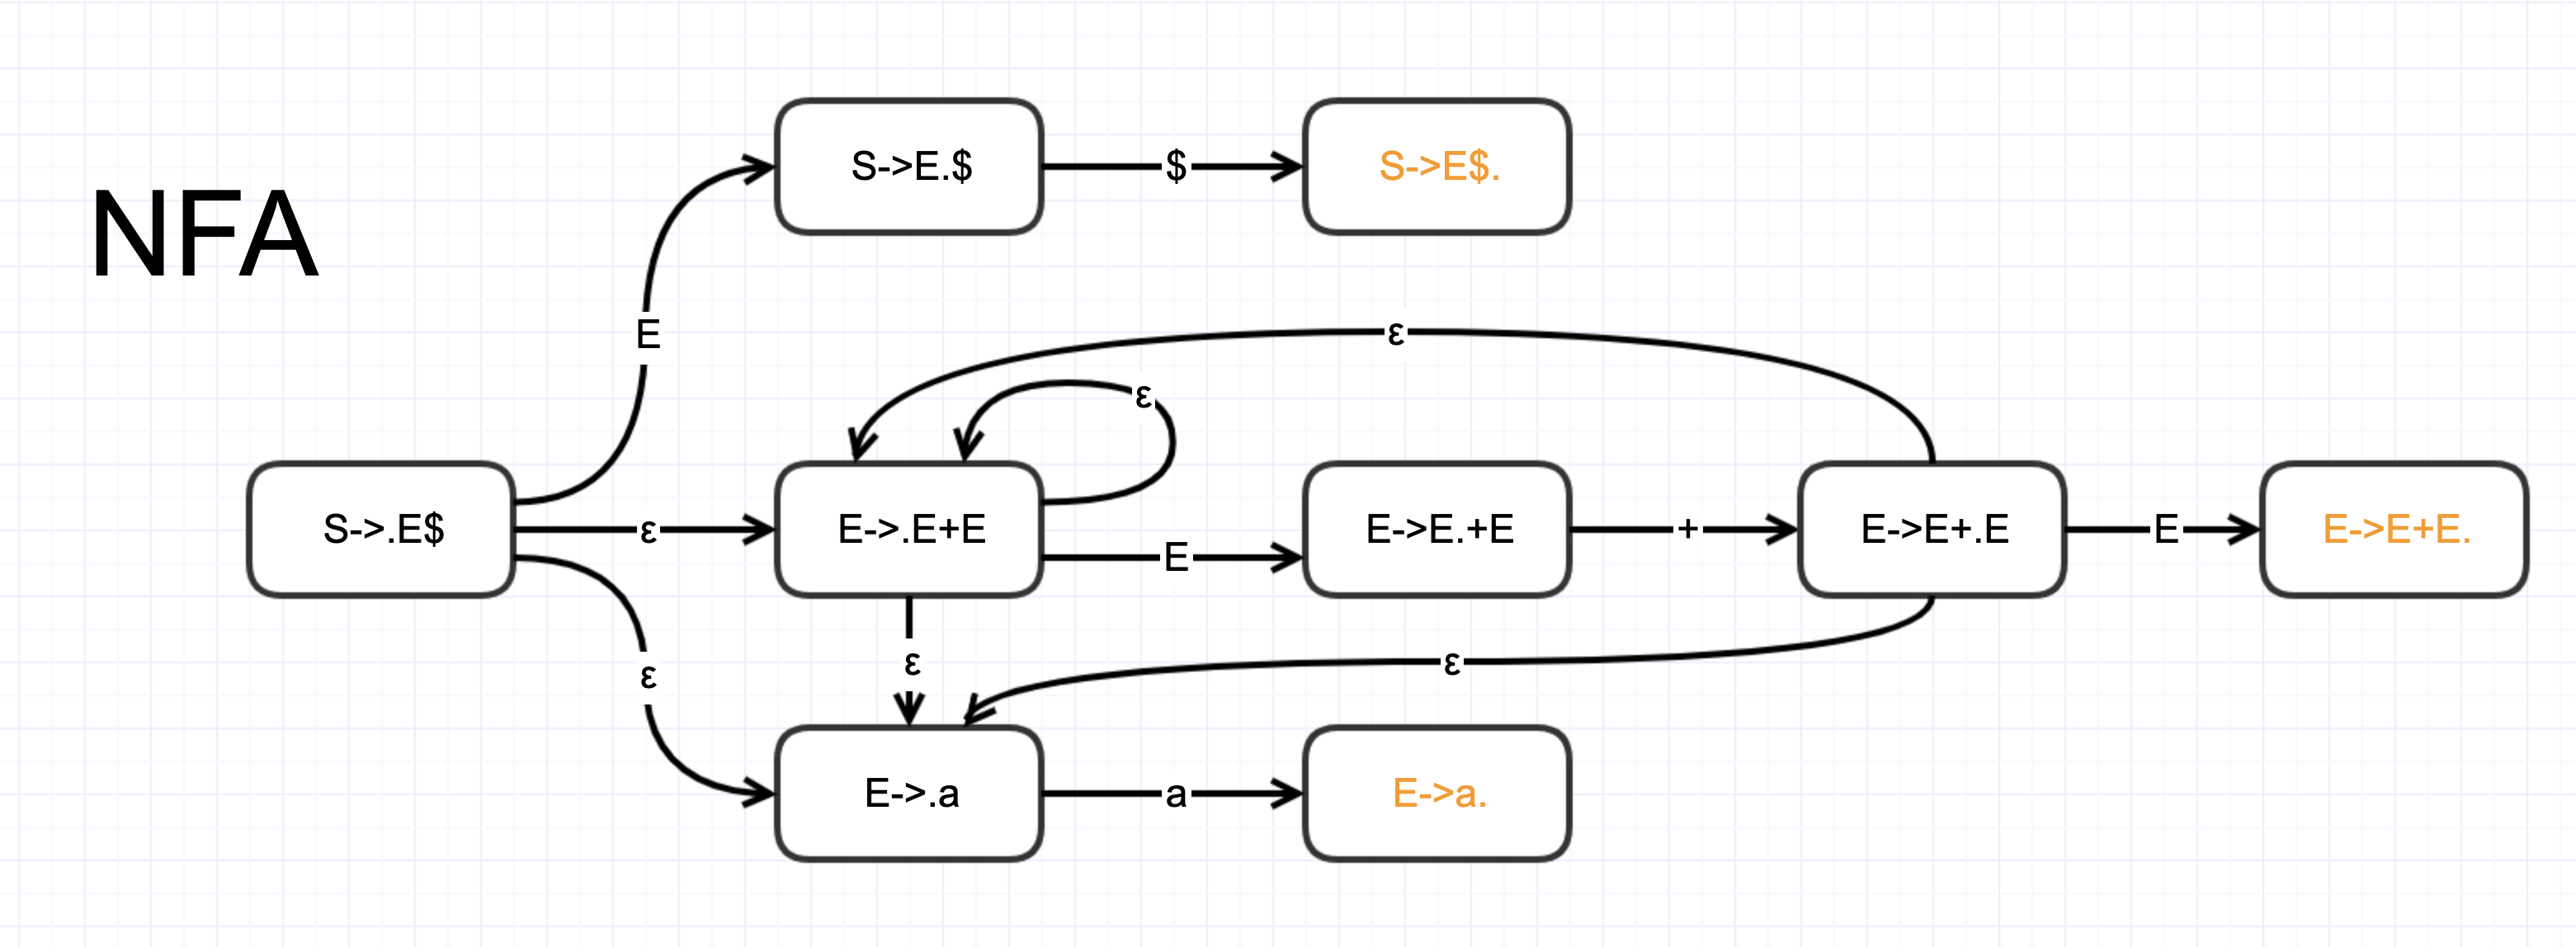 NFA
S->E.$
$
S->E$.
E
ε
ε
S->.E$
ε
E->.E+E
E
E->E.+E
+
E->E+.E
E
E->E+E.
ε
ε
ε
E->.a
a
E->a.